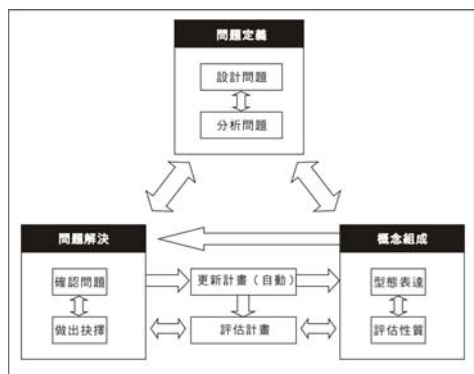 問題定義
設計問題
分析問題
問題解決
概念組成
確認問題
更新計畫（自動）
型態表達
做出抉擇
評估計畫
評估性質